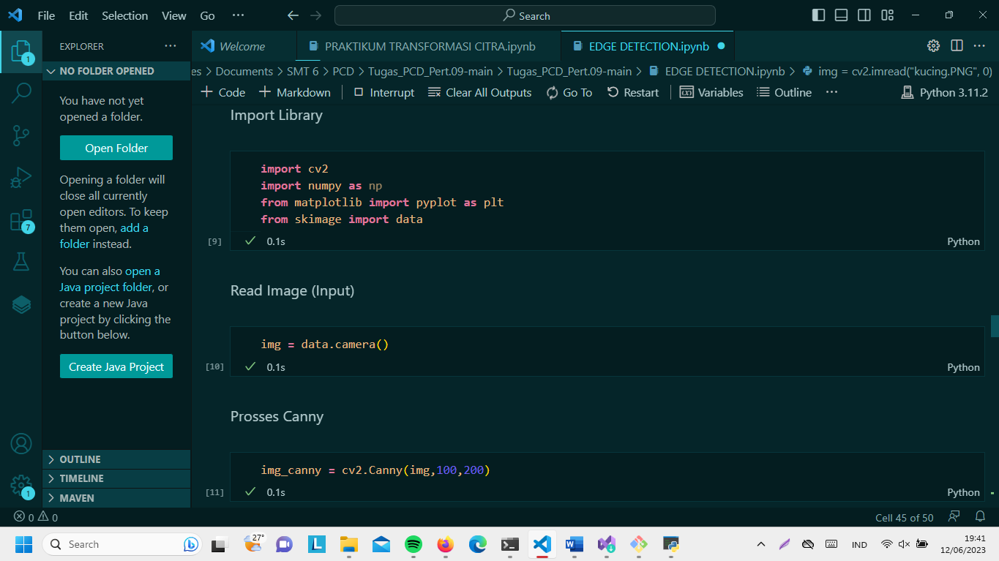 File Edit Selection View Go ··· Search
EXPLORER ···
Welcome PRAKTIKUM TRANSFORMASI CITRA.ipynb EDGE DETECTION.ipynb ···
1
NO FOLDER OPENED
es > Documents > SMT 6 > PCD > Tugas_PCD_Pert.09-main > Tugas_PCD_Pert.09-main > EDGE DETECTION.ipynb > img = cv2.imread("kucing.PNG", 0)
+ Code + Markdown Interrupt Clear All Outputs Go To Restart Variables Outline ··· Python 3.11.2
You have not yet
opened a folder.
Open Folder
Opening a folder will
close all currently
open editors. To keep
them open, add a
folder instead.
7
You can also open a
Java project folder, or
create a new Java
project by clicking the
button below.
Create Java Project
OUTLINE
TIMELINE
MAVEN
1
Import Library
import cv2
import numpy as np
from matplotlib import pyplot as plt
from skimage import data
[9] 0.1s Python
Read Image (Input)
img = data.camera()
[10] 0.1s Python
Prosses Canny
img_canny = cv2.Canny(img,100,200)
[11] 0.1s Python
0 0 Cell 45 of 50
Search 27° L IND 19:41
12/06/2023